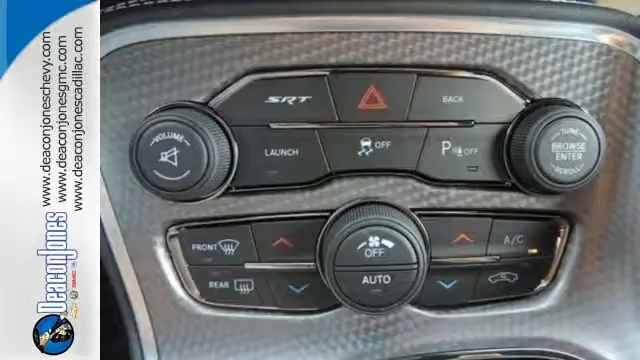 www.deaconjoneschevy.com
www.deaconjonesgmc.com
www.deaconjonescadillac.com
DeaconJones
GMC
SRT
BACK
VOLUME
LAUNCH
OFF
P OFF
TUNE
BROWSE
ENTER
SCROLL
FRONT
OFF
A/C
REAR
AUTO